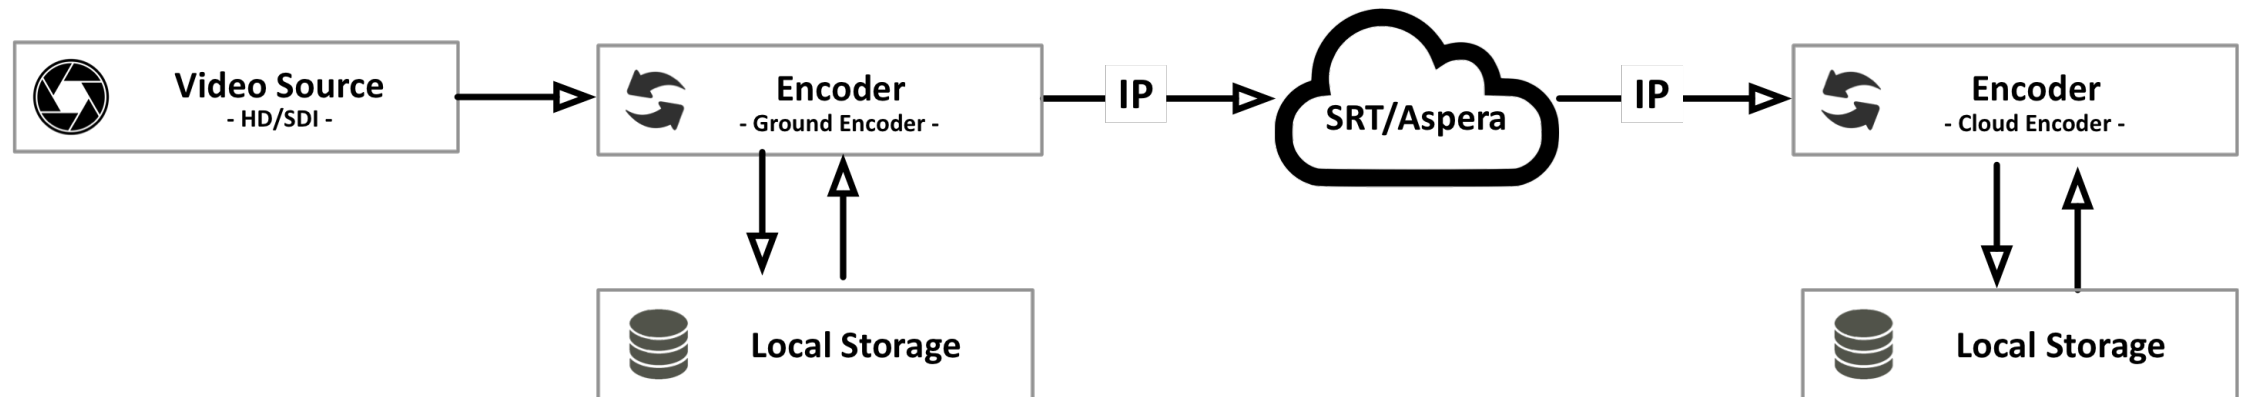 Video Source
- HD/SDI -
Encoder
- Ground Encoder -
IP
SRT/Aspera
IP
Encoder
- Cloud Encoder -
Local Storage
Local Storage